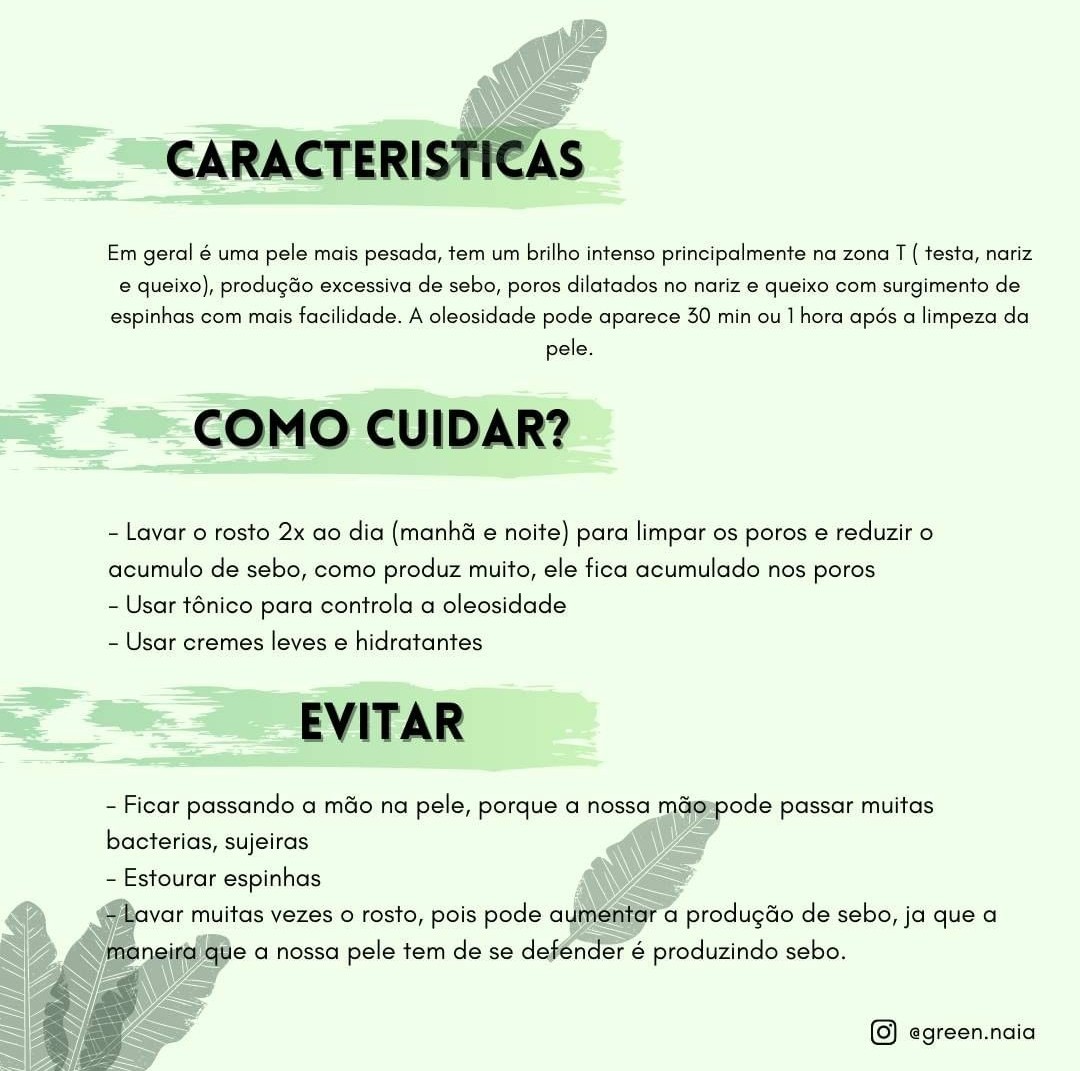 CARACTERISTICAS
Em geral é uma pele mais pesada, tem um brilho intenso principalmente na zona T ( testa, nariz
e queixo), produção excessiva de sebo, poros dilatados no nariz e queixo com surgimento de
espinhas com mais facilidade. A oleosidade pode aparece 30 min ou 1 hora após a limpeza da
pele.
COMO CUIDAR?
- Lavar o rosto 2x ao dia (manhã e noite) para limpar os poros e reduzir o
acumulo de sebo, como produz muito, ele fica acumulado nos poros
- Usar tônico para controla a oleosidade
- Usar cremes leves e hidratantes
EVITAR
- Ficar passando a mão na pele, porque a nossa mão pode passar muitas
bacterias, sujeiras
- Estourar espinhas
- Lavar muitas vezes o rosto, pois pode aumentar a produção de sebo, ja que a
maneira que a nossa pele tem de se defender é produzindo sebo.
@green.naia